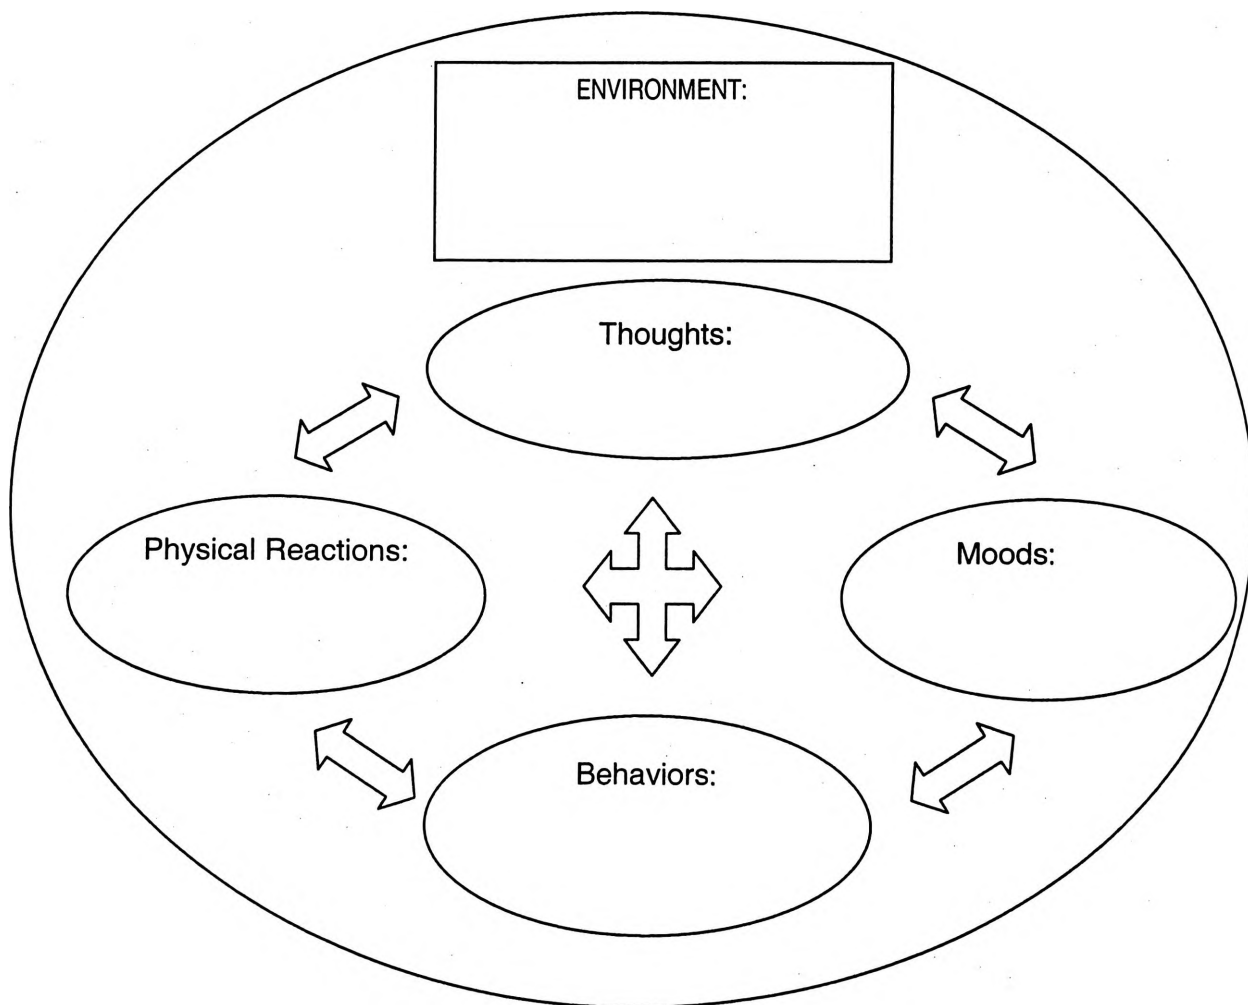 ENVIRONMENT:
Thoughts:
Physical Reactions:
Moods:
Behaviors: